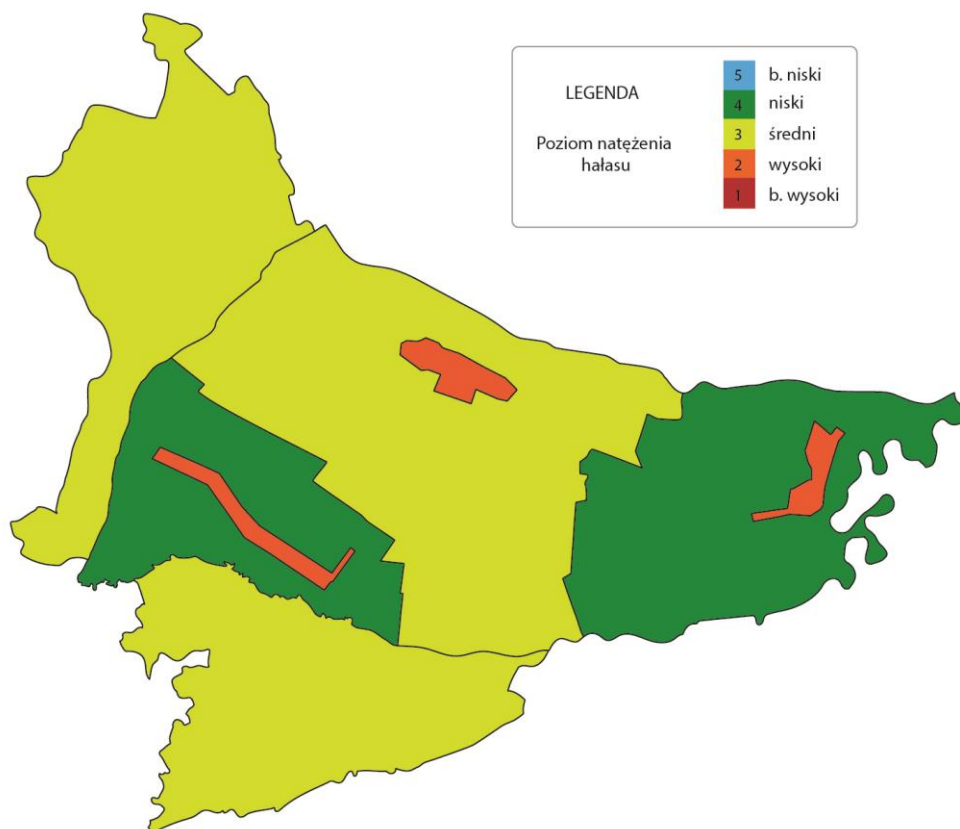 LEGENDA
Poziom natężenia
hałasu
5 b. niski
4 niski
3 średni
2 wysoki
1 b. wysoki